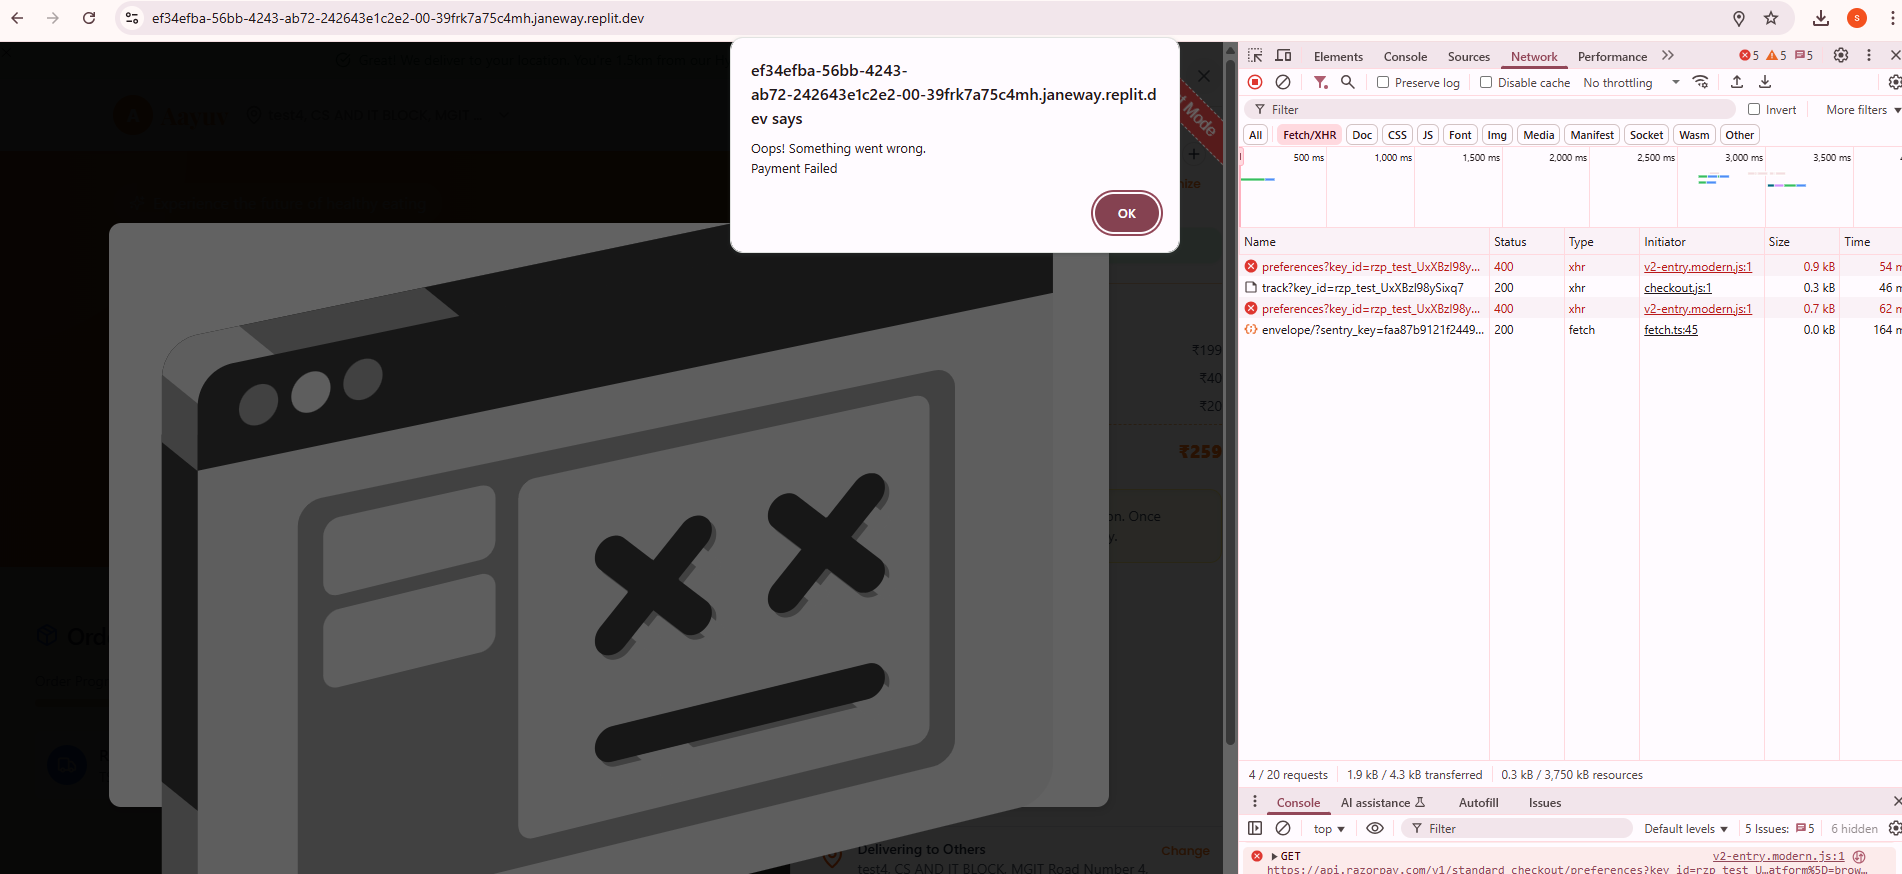 ef34efba-56bb-4243-ab72-242643e1c2e2-00-39frk7a75c4mh.janeway.replit.dev
S
ef34efba-56bb-4243-
ab72-242643e1c2e2-00-39frk7a75c4mh.janeway.replit.d
ev says
Oops! Something went wrong.
Payment Failed
OK
Mode
ize
₹199
₹40
₹20
₹259
on. Once
y.
Delivering to Others
Change
test4, CS AND IT BLOCK, MGIT Road Number 4,
Elements
Console
Sources
Network
Performance
5
5
5
Preserve log
Disable cache
No throttling
Filter
Invert
More filters
All
Fetch/XHR
Doc
CSS
JS
Font
Img
Media
Manifest
Socket
Wasm
Other
500 ms
1,000 ms
1,500 ms
2,000 ms
2,500 ms
3,000 ms
3,500 ms
Name Status Type Initiator Size Time
preferences?key_id=rzp_test_UxXBzl98y... 400 xhr v2-entry.modern.js:1 0.9 kB 54 m
track?key_id=rzp_test_UxXBzl98ySixq7 200 xhr checkout.js:1 0.3 kB 46 m
preferences?key_id=rzp_test_UxXBzl98y... 400 xhr v2-entry.modern.js:1 0.7 kB 62 m
envelope/?sentry_key=faa87b9121f2449... 200 fetch fetch.ts:45 0.0 kB 164 m
4 / 20 requests
1.9 kB / 4.3 kB transferred
0.3 kB / 3,750 kB resources
Console
AI assistance
Autofill
Issues
top
Filter
Default levels
5 Issues:
5
6 hidden
GET
v2-entry.modern.js:1
https://api.razorpay.com/v1/standard_checkout/preferences?key_id=rzp_test_U…atform%5D=brow…